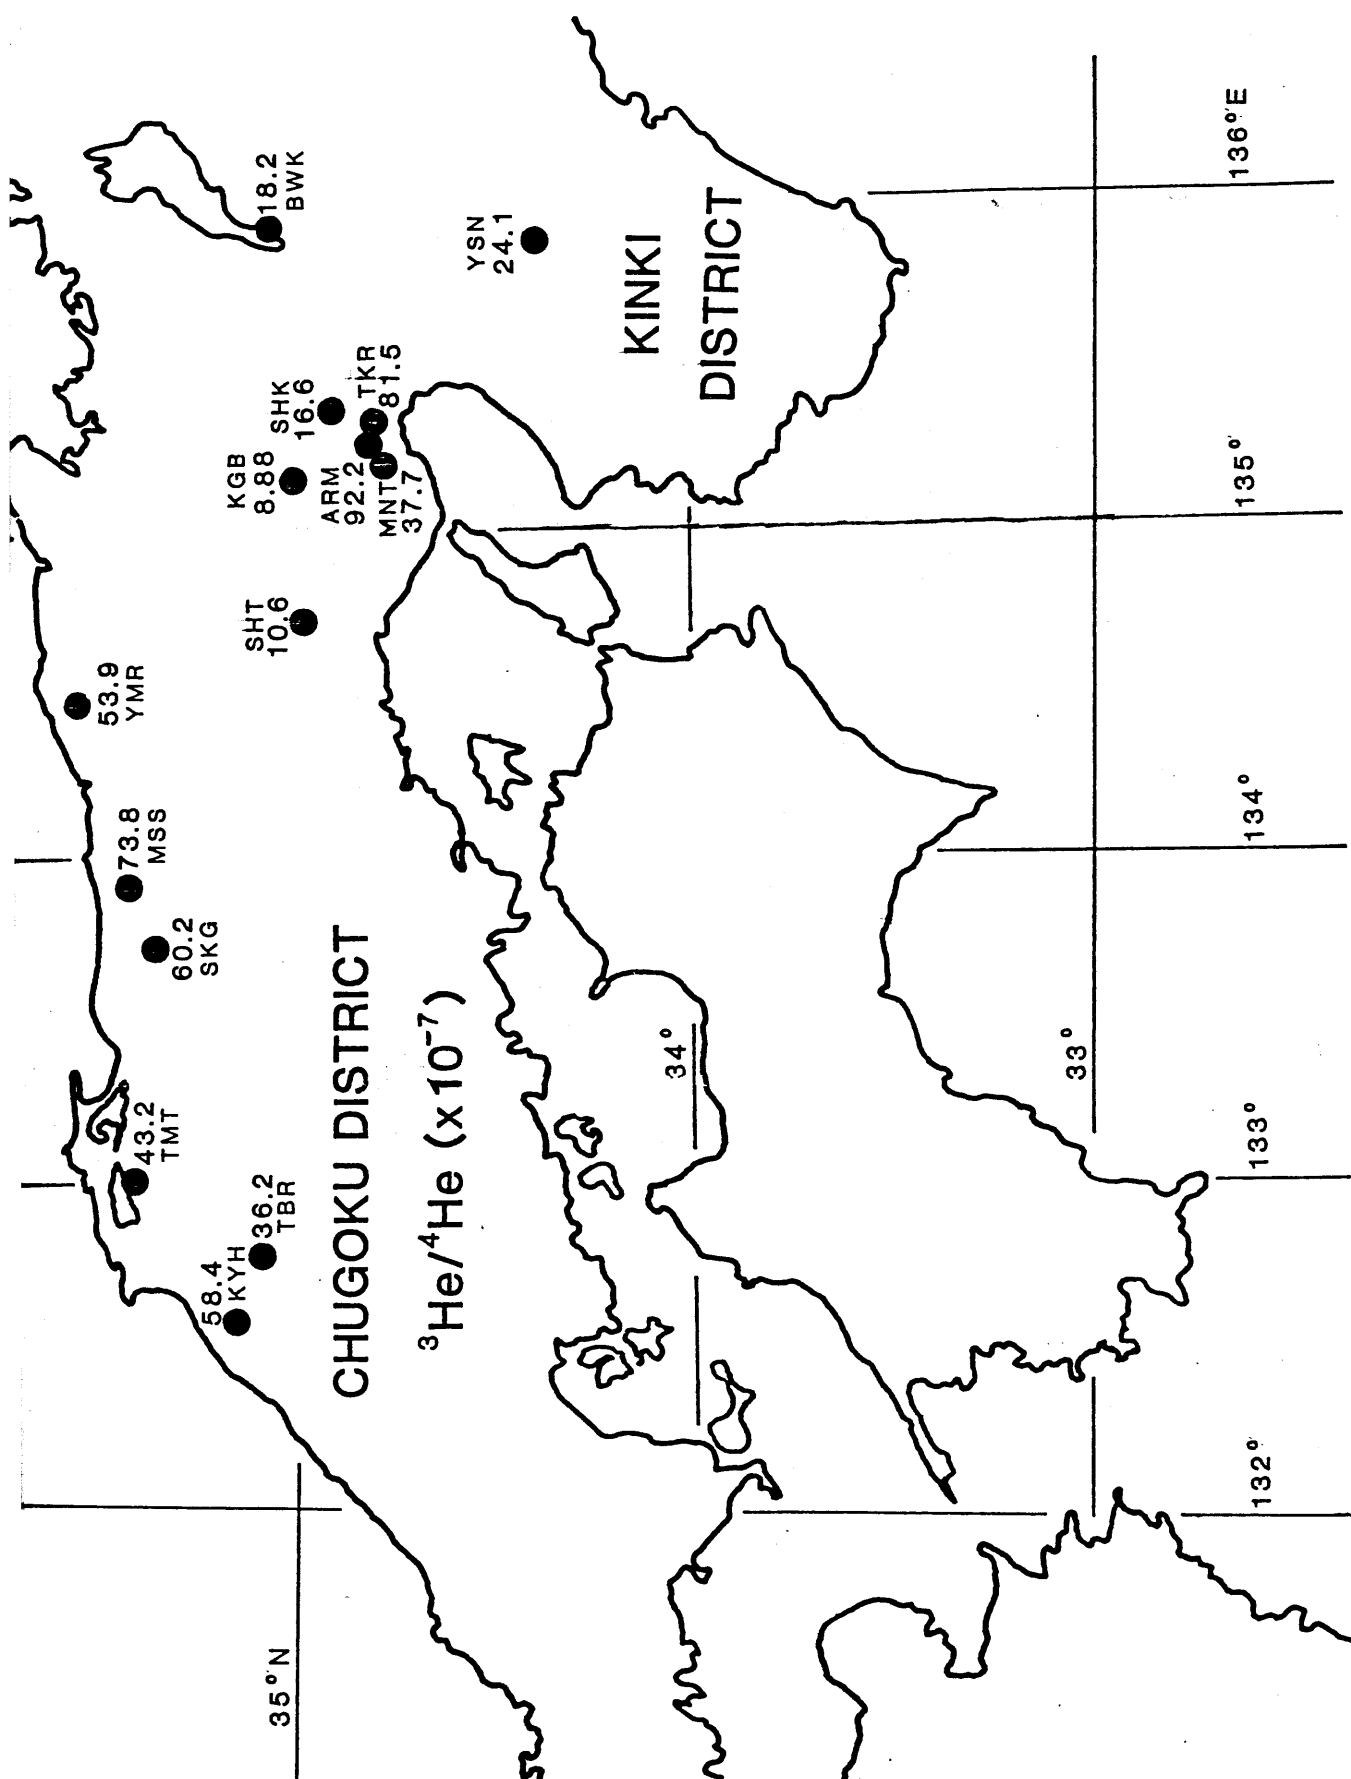 53.9
YMR
73.8
MSS
60.2
SKG
43.2
TMT
36.2
TBR
58.4
KYH
18.2
BWK
YSN
24.1
SHK
16.6
TKR
81.5
KGB
8.88
ARM
92.2
MNT
37.7
SHT
10.6
CHUGOKU DISTRICT
³He/⁴He (x10⁻⁷)
KINKI
DISTRICT
35°N
34°
33°
132°
133°
134°
135°
136°E